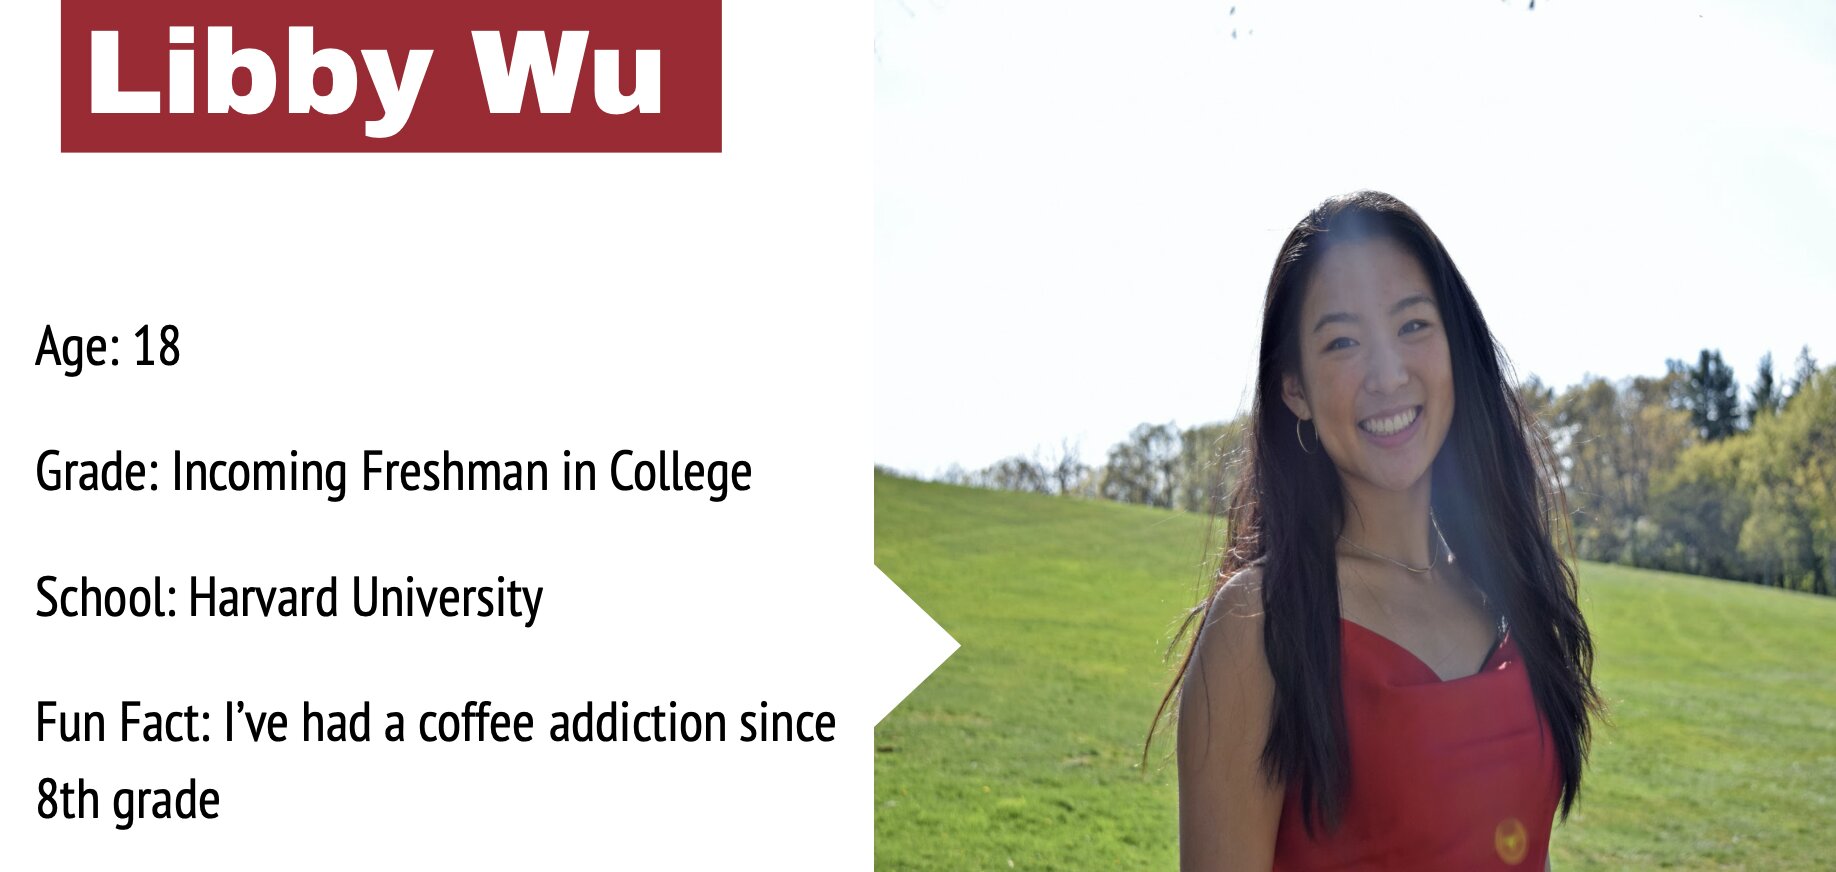 Libby Wu
Age: 18
Grade: Incoming Freshman in College
School: Harvard University
Fun Fact: I’ve had a coffee addiction since
8th grade